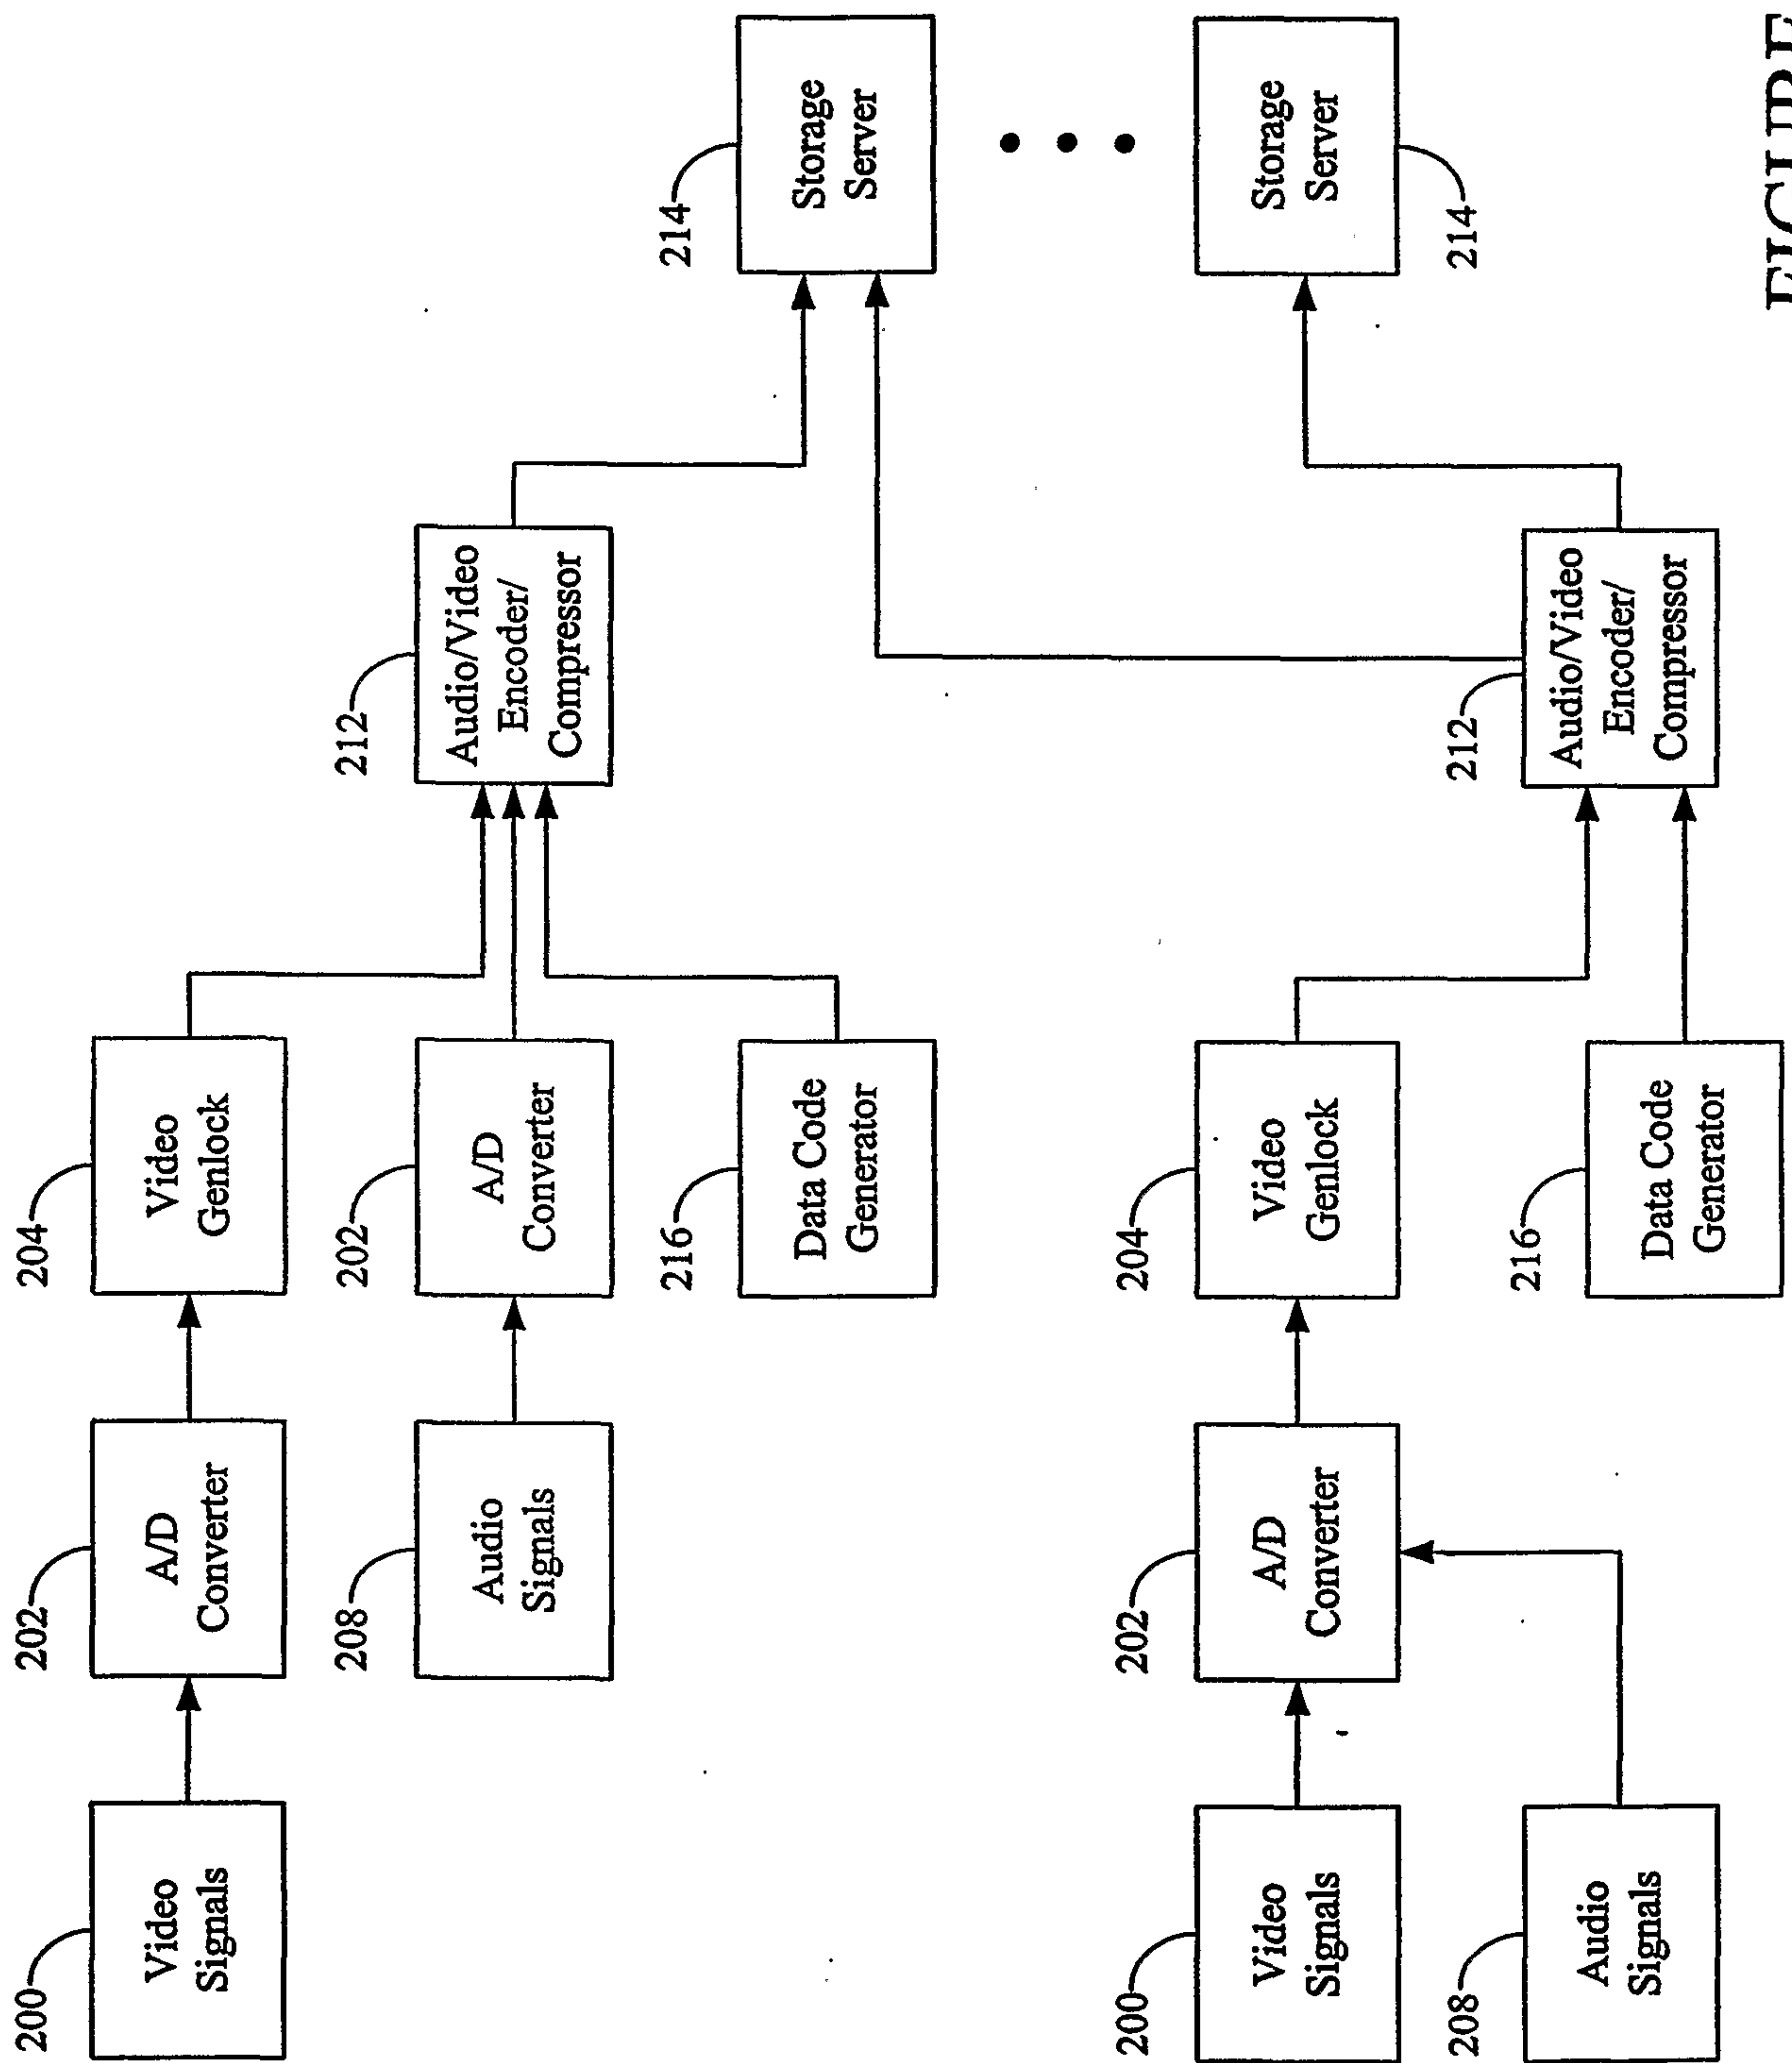 200
Video
Signals
202
A/D
Converter
204
Video
Genlock
208
Audio
Signals
202
A/D
Converter
212
Audio/Video
Encoder/
Compressor
216
Data Code
Generator
214
Storage
Server
200
Video
Signals
202
A/D
Converter
204
Video
Genlock
214
Storage
Server
208
Audio
Signals
216
Data Code
Generator
212
Audio/Video
Encoder/
Compressor
FIGURE